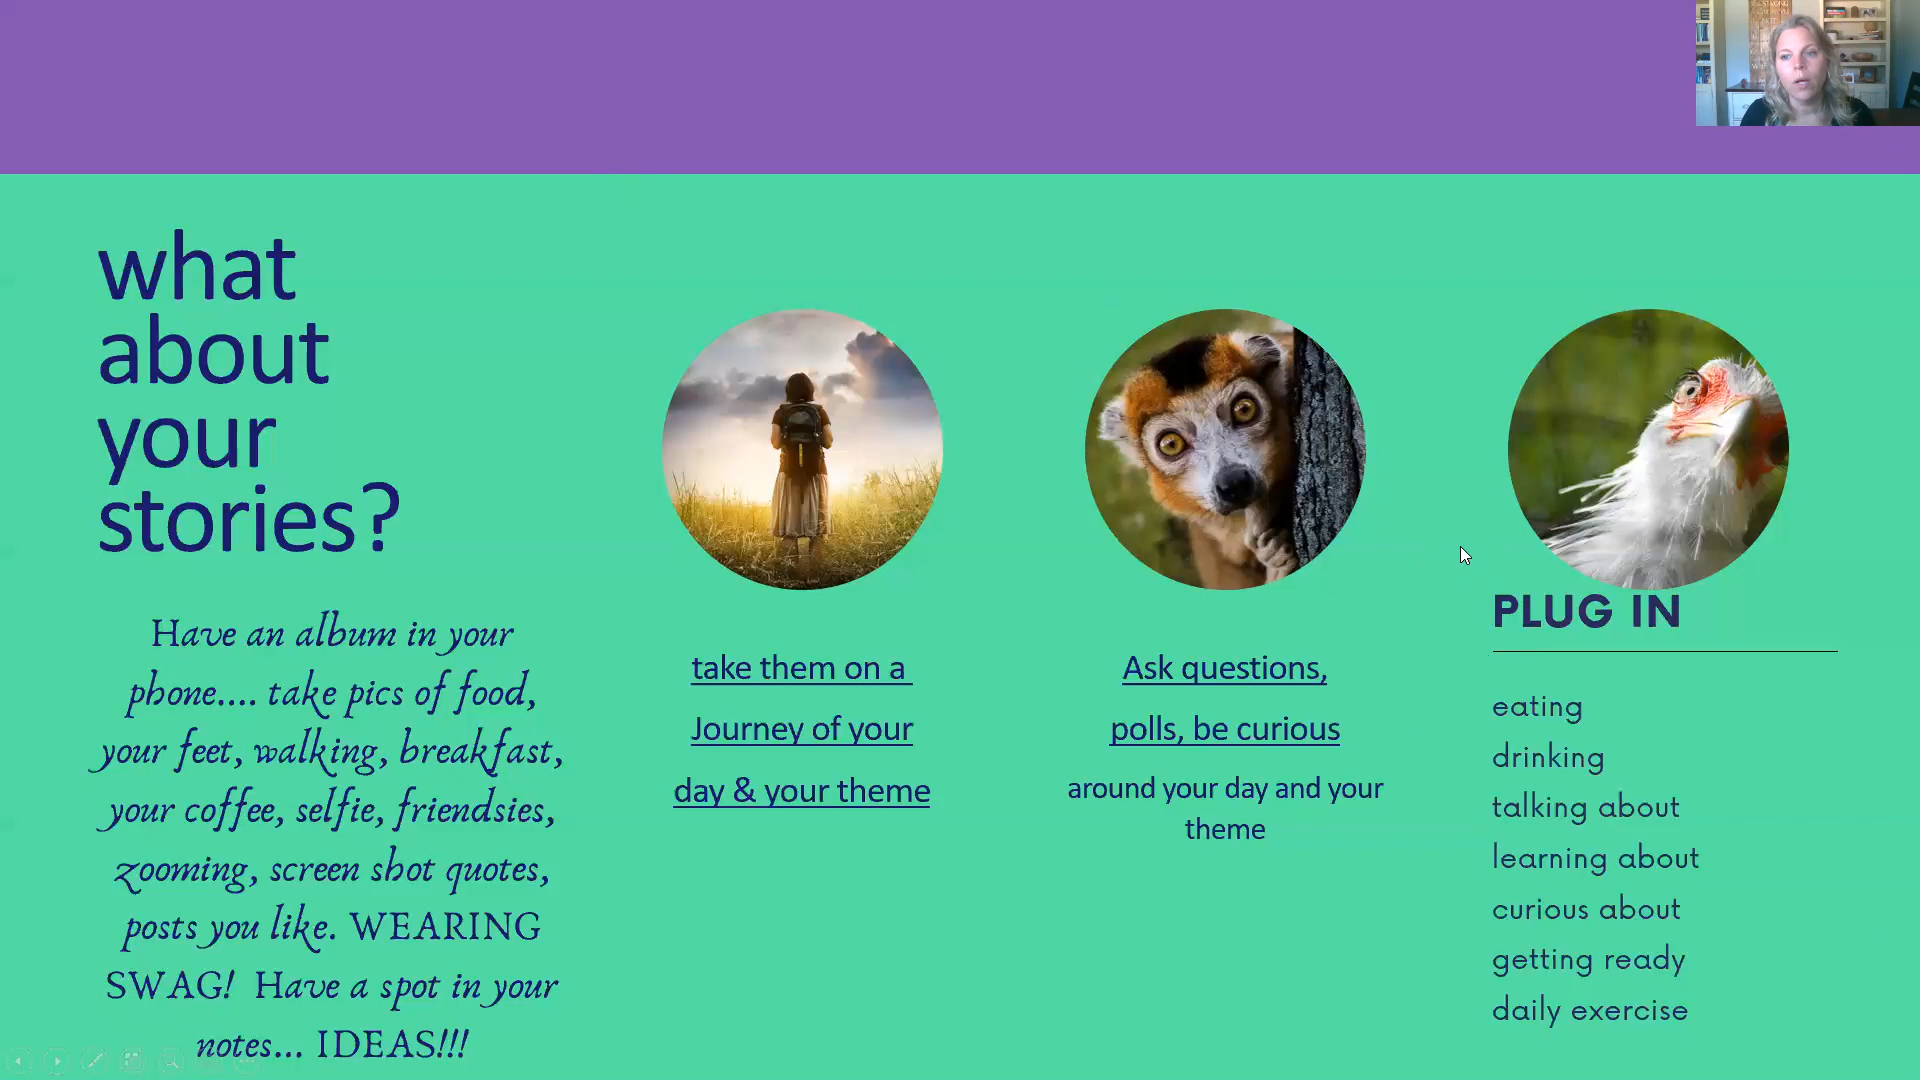 what
about
your
stories?
Have an album in your
phone.... take pics of food,
your feet, walking, breakfast,
your coffee, selfie, friendsies,
zooming, screen shot quotes,
posts you like. WEARING
SWAG! Have a spot in your
notes... IDEAS!!!
take them on a
Journey of your
day & your theme
Ask questions,
polls, be curious
around your day and your
theme
PLUG IN
eating
drinking
talking about
learning about
curious about
getting ready
daily exercise